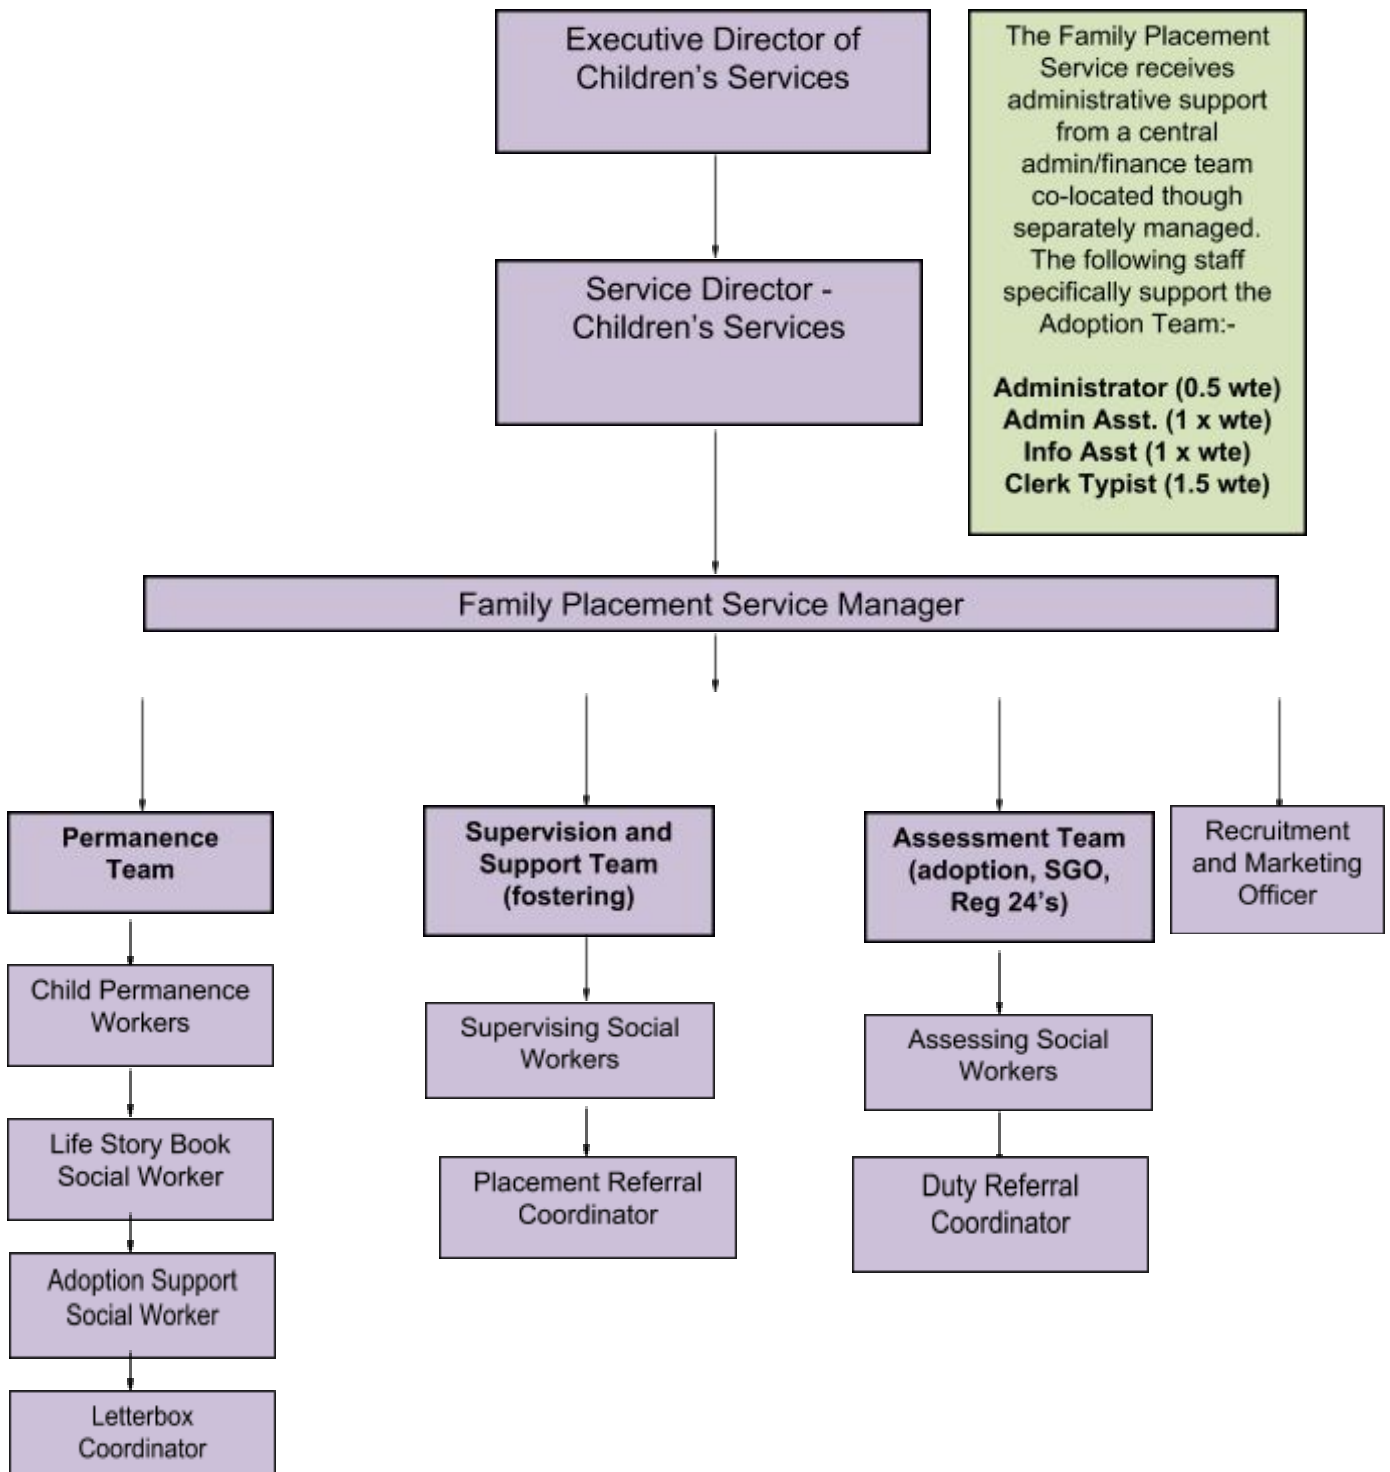 Executive Director of
Children's Services
The Family Placement
Service receives
administrative support
from a central
admin/finance team
co-located though
separately managed.
The following staff
specifically support the
Adoption Team:-
Administrator (0.5 wte)
Admin Asst. (1 x wte)
Info Asst (1 x wte)
Clerk Typist (1.5 wte)
Service Director -
Children's Services
Family Placement Service Manager
Permanence
Team
Child Permanence
Workers
Life Story Book
Social Worker
Adoption Support
Social Worker
Letterbox
Coordinator
Supervision and
Support Team
(fostering)
Supervising Social
Workers
Placement Referral
Coordinator
Assessment Team
(adoption, SGO,
Reg 24's)
Assessing Social
Workers
Duty Referral
Coordinator
Recruitment
and Marketing
Officer